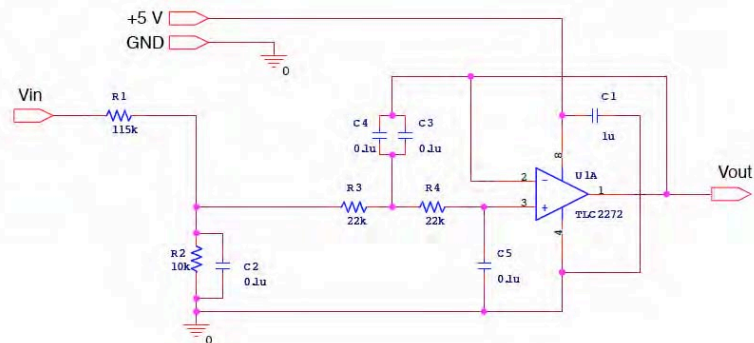 +5 V
GND
0
Vin
R1
115k
C4
0.1u
C3
0.1u
C1
1u
8
2
U1A
1
Vout
3
TLC2272
4
R3
22k
R4
22k
R2
10k
C2
0.1u
C5
0.1u
0